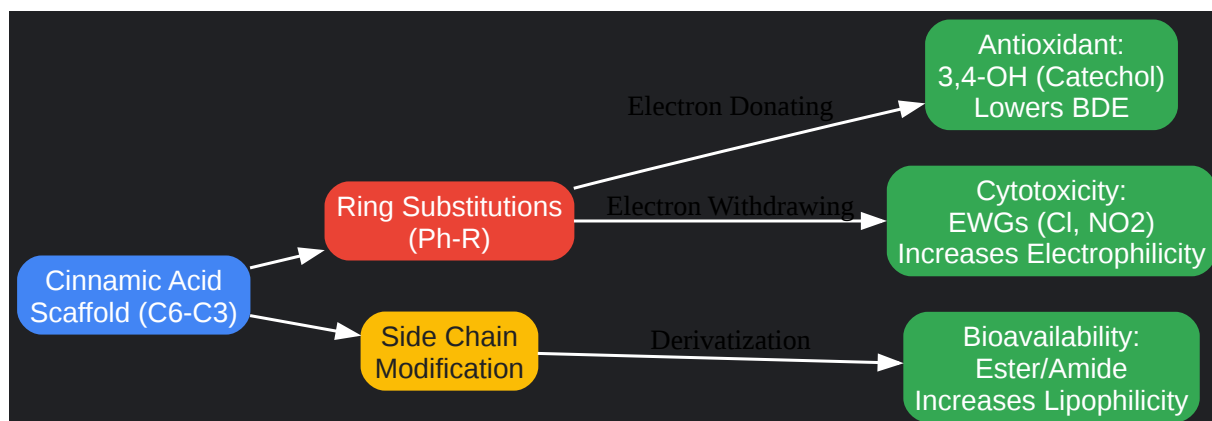 Cinnamic Acid
Scaffold (C6-C3)
Ring Substitutions
(Ph-R)
Side Chain
Modification
Electron Donating
Electron Withdrawing
Derivatization
Antioxidant:
3,4-OH (Catechol)
Lowers BDE
Cytotoxicity:
EWGs (Cl, NO2)
Increases Electrophilicity
Bioavailability:
Ester/Amide
Increases Lipophilicity